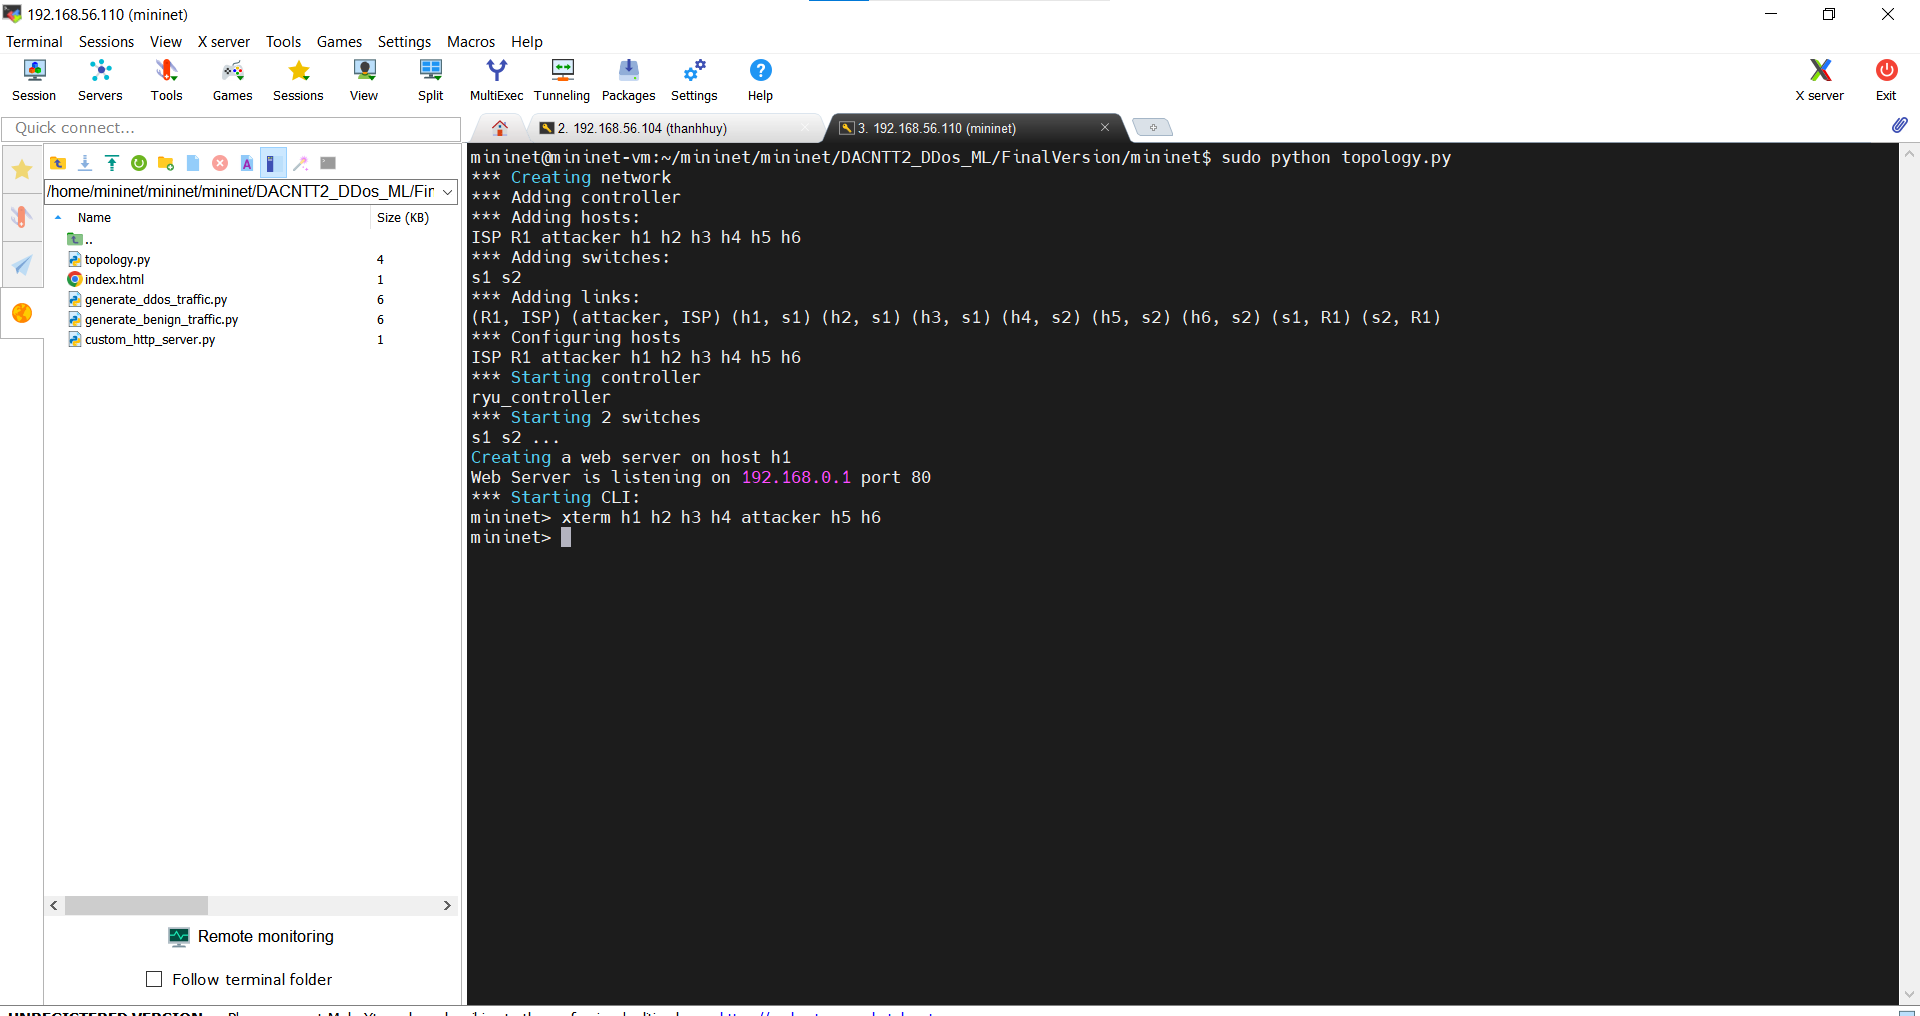 192.168.56.110 (mininet)
Terminal Sessions View X server Tools Games Settings Macros Help
Session Servers Tools Games Sessions View Split MultiExec Tunneling Packages Settings Help X server Exit
Quick connect...
2. 192.168.56.104 (thanhhuy)
3. 192.168.56.110 (mininet)
/home/mininet/mininet/mininet/DACNTT2_DDos_ML/Fir
Name Size (KB)
..
topology.py 4
index.html 1
generate_ddos_traffic.py 6
generate_benign_traffic.py 6
custom_http_server.py 1
Remote monitoring
Follow terminal folder
mininet@mininet-vm:~/mininet/mininet/DACNTT2_DDos_ML/FinalVersion/mininet$ sudo python topology.py
*** Creating network
*** Adding controller
*** Adding hosts:
ISP R1 attacker h1 h2 h3 h4 h5 h6
*** Adding switches:
s1 s2
*** Adding links:
(R1, ISP) (attacker, ISP) (h1, s1) (h2, s1) (h3, s1) (h4, s2) (h5, s2) (h6, s2) (s1, R1) (s2, R1)
*** Configuring hosts
ISP R1 attacker h1 h2 h3 h4 h5 h6
*** Starting controller
ryu_controller
*** Starting 2 switches
s1 s2 ...
Creating a web server on host h1
Web Server is listening on 192.168.0.1 port 80
*** Starting CLI:
mininet> xterm h1 h2 h3 h4 attacker h5 h6
mininet>
UNREGISTERED VERSION